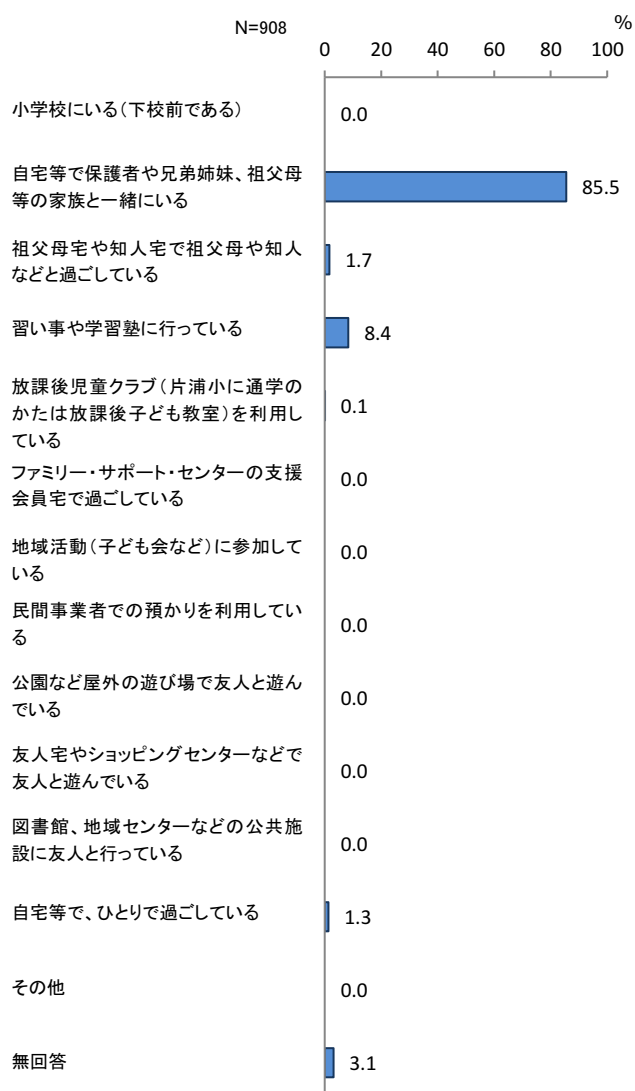 N=908
%
0 20 40 60 80 100
小学校にいる(下校前である)
0.0
自宅等で保護者や兄弟姉妹、祖父母
等の家族と一緒にいる
85.5
祖父母宅や知人宅で祖父母や知人
などと過ごしている
1.7
習い事や学習塾に行っている
8.4
放課後児童クラブ(片浦小に通学の
かたは放課後子ども教室)を利用し
ている
0.1
ファミリー・サポート・センターの支援
会員宅で過ごしている
0.0
地域活動(子ども会など)に参加して
いる
0.0
民間事業者での預かりを利用してい
る
0.0
公園など屋外の遊び場で友人と遊ん
でいる
0.0
友人宅やショッピングセンターなどで
友人と遊んでいる
0.0
図書館、地域センターなどの公共施
設に友人と行っている
0.0
自宅等で、ひとりで過ごしている
1.3
その他
0.0
無回答
3.1